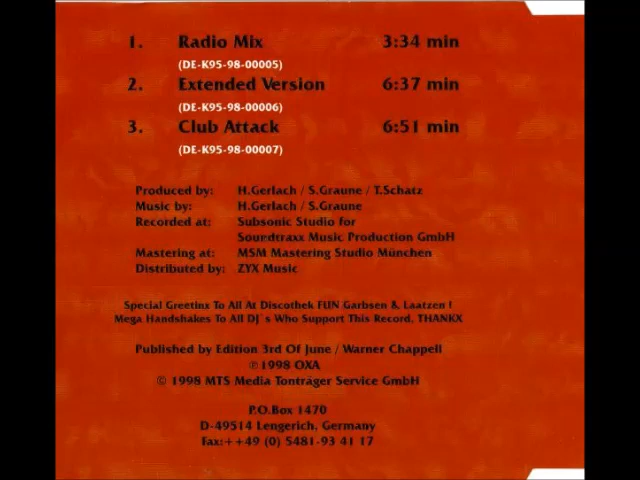 1. Radio Mix 3:34 min
(DE-K95-98-00005)
2. Extended Version 6:37 min
(DE-K95-98-00006)
3. Club Attack 6:51 min
(DE-K95-98-00007)
Produced by: H.Gerlach / S.Graune / T.Schatz
Music by: H.Gerlach / S.Graune
Recorded at: Subsonic Studio for
Soundtraxx Music Production GmbH
Mastering at: MSM Mastering Studio München
Distributed by: ZYX Music
Special Greetinx To All At Discothek FUN Garbsen & Laatzen !
Mega Handshakes To All DJ´s Who Support This Record, THANKX
Published by Edition 3rd Of June / Warner Chappell
℗ 1998 OXA
© 1998 MTS Media Tonträger Service GmbH
P.O.Box 1470
D-49514 Lengerich, Germany
Fax:++49 (0) 5481-93 41 17